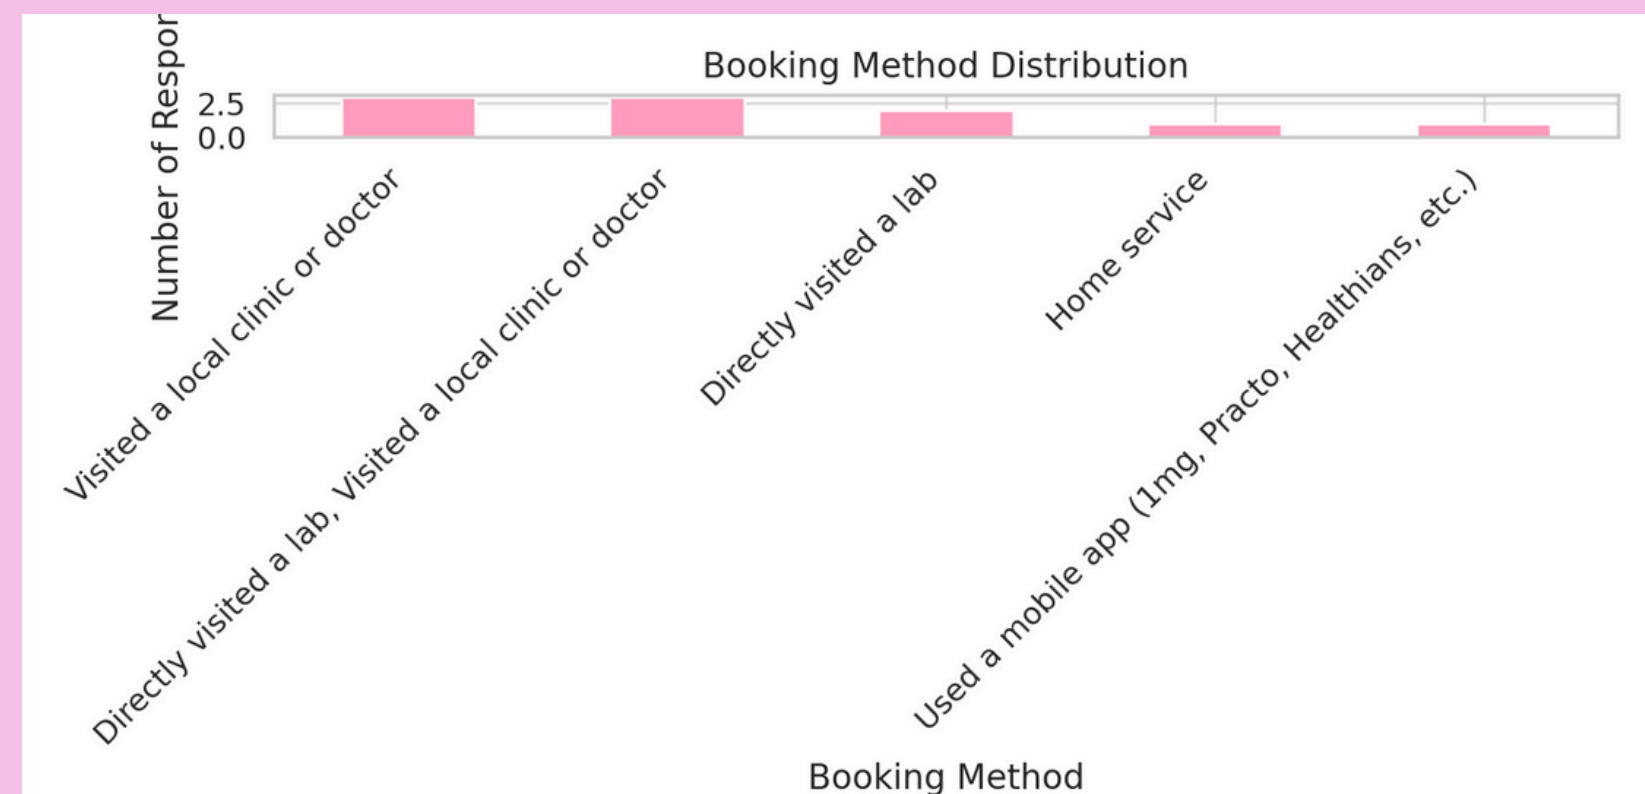 Booking Method Distribution
Number of Respor
2.5
0.0
Visited a local clinic or doctor
Directly visited a lab, Visited a local clinic or doctor
Directly visited a lab
Home service
Used a mobile app (1mg, Practo, Healthians, etc.)
Booking Method